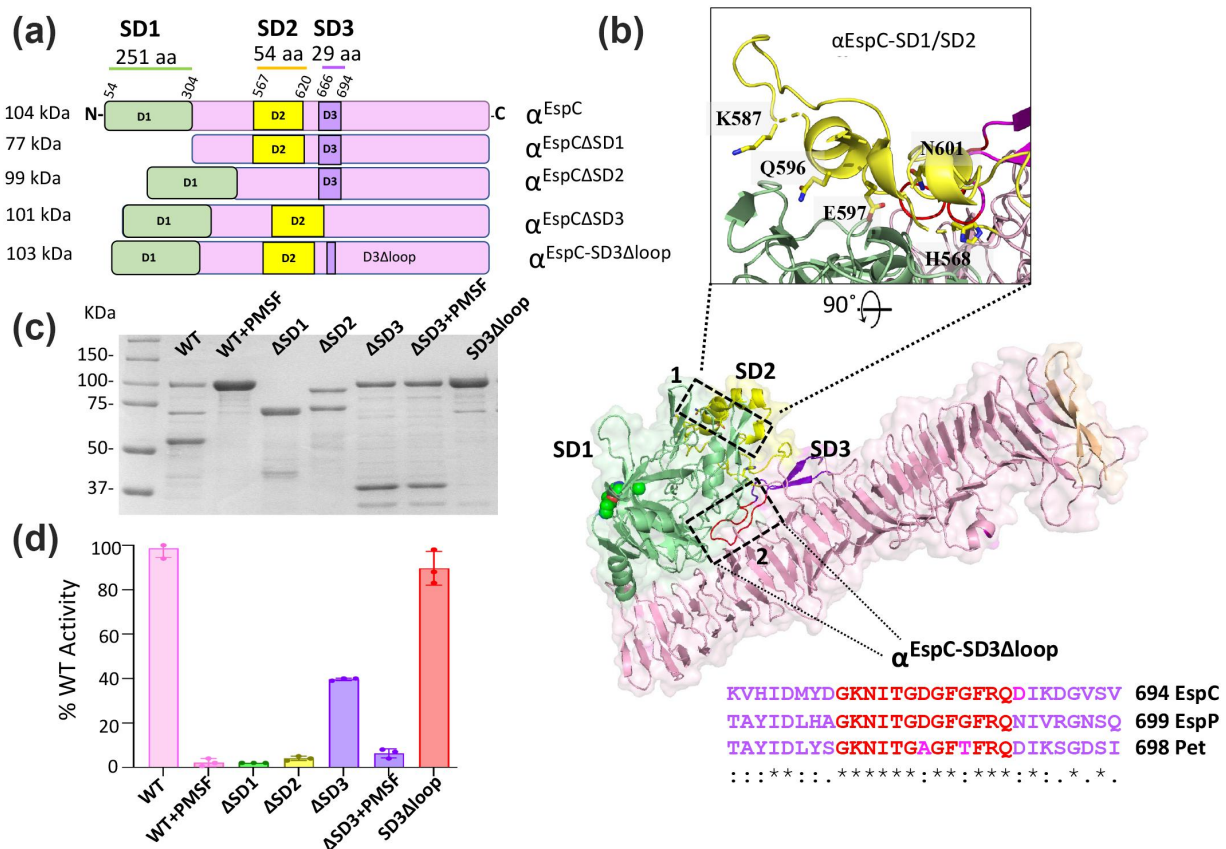 (a)
SD1
SD2
SD3
251 aa
54 aa
29 aa
54
304
567
620
666
694
104 kDa
N-
D1
D2
D3
-C
αEspC
77 kDa
D2
D3
αEspCΔSD1
99 kDa
D1
D3
αEspCΔSD2
101 kDa
D1
D2
αEspCΔSD3
103 kDa
D1
D2
D3Δloop
αEspC-SD3Δloop
(b)
αEspC-SD1/SD2
K587
Q596
E597
N601
H568
90°
1
SD2
SD1
SD3
2
αEspC-SD3Δloop
KVHIDMYDGKNITGDGFGFRQDIKDGVSV 694 EspC
TAYIDLHAGKNITGDGFGFRQNIVRGNSQ 699 EspP
TAYIDLYSGKNITGAGFTFRQDIKSGDSI 698 Pet
:::**::. ******:**:***:*:.*.*.
(c)
KDa
WT
WT+PMSF
ΔSD1
ΔSD2
ΔSD3
ΔSD3+PMSF
SD3Δloop
150-
100-
75-
50-
37-
(d)
% WT Activity
100
80
60
40
20
0
WT
WT+PMSF
ΔSD1
ΔSD2
ΔSD3
ΔSD3+PMSF
SD3Δloop